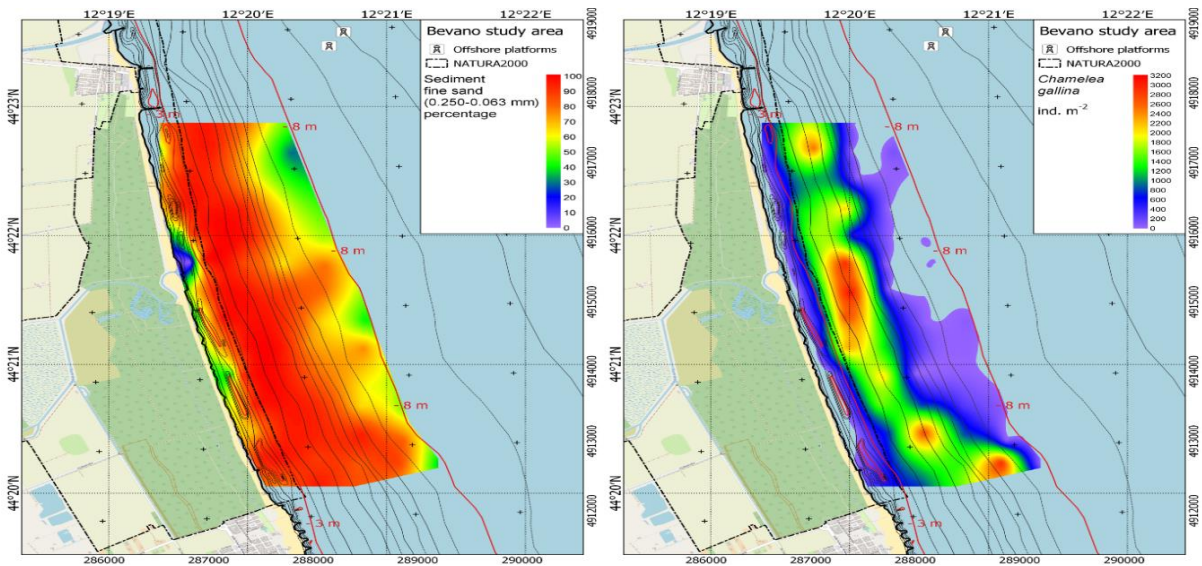 12°19'E 12°20'E 12°21'E 12°22'E
Bevano study area
Offshore platforms
NATURA2000
Sediment
fine sand
(0.250-0.063 mm)
percentage
100
90
80
70
60
50
40
30
20
10
0
44°23'N
44°22'N
44°21'N
44°20'N
- 3 m
- 8 m
- 8 m
- 8 m
- 3 m
4919000
4918000
4917000
4916000
4915000
4914000
4913000
4912000
286000 287000 288000 289000 290000
12°19'E 12°20'E 12°21'E 12°22'E
Bevano study area
Offshore platforms
NATURA2000
Chamelea
gallina
ind. m-2
3200
3000
2800
2600
2400
2200
2000
1800
1600
1400
1200
1000
800
600
400
200
0
44°23'N
44°22'N
44°21'N
44°20'N
- 3 m
- 8 m
- 8 m
- 8 m
- 3 m
4919000
4918000
4917000
4916000
4915000
4914000
4913000
4912000
286000 287000 288000 289000 290000